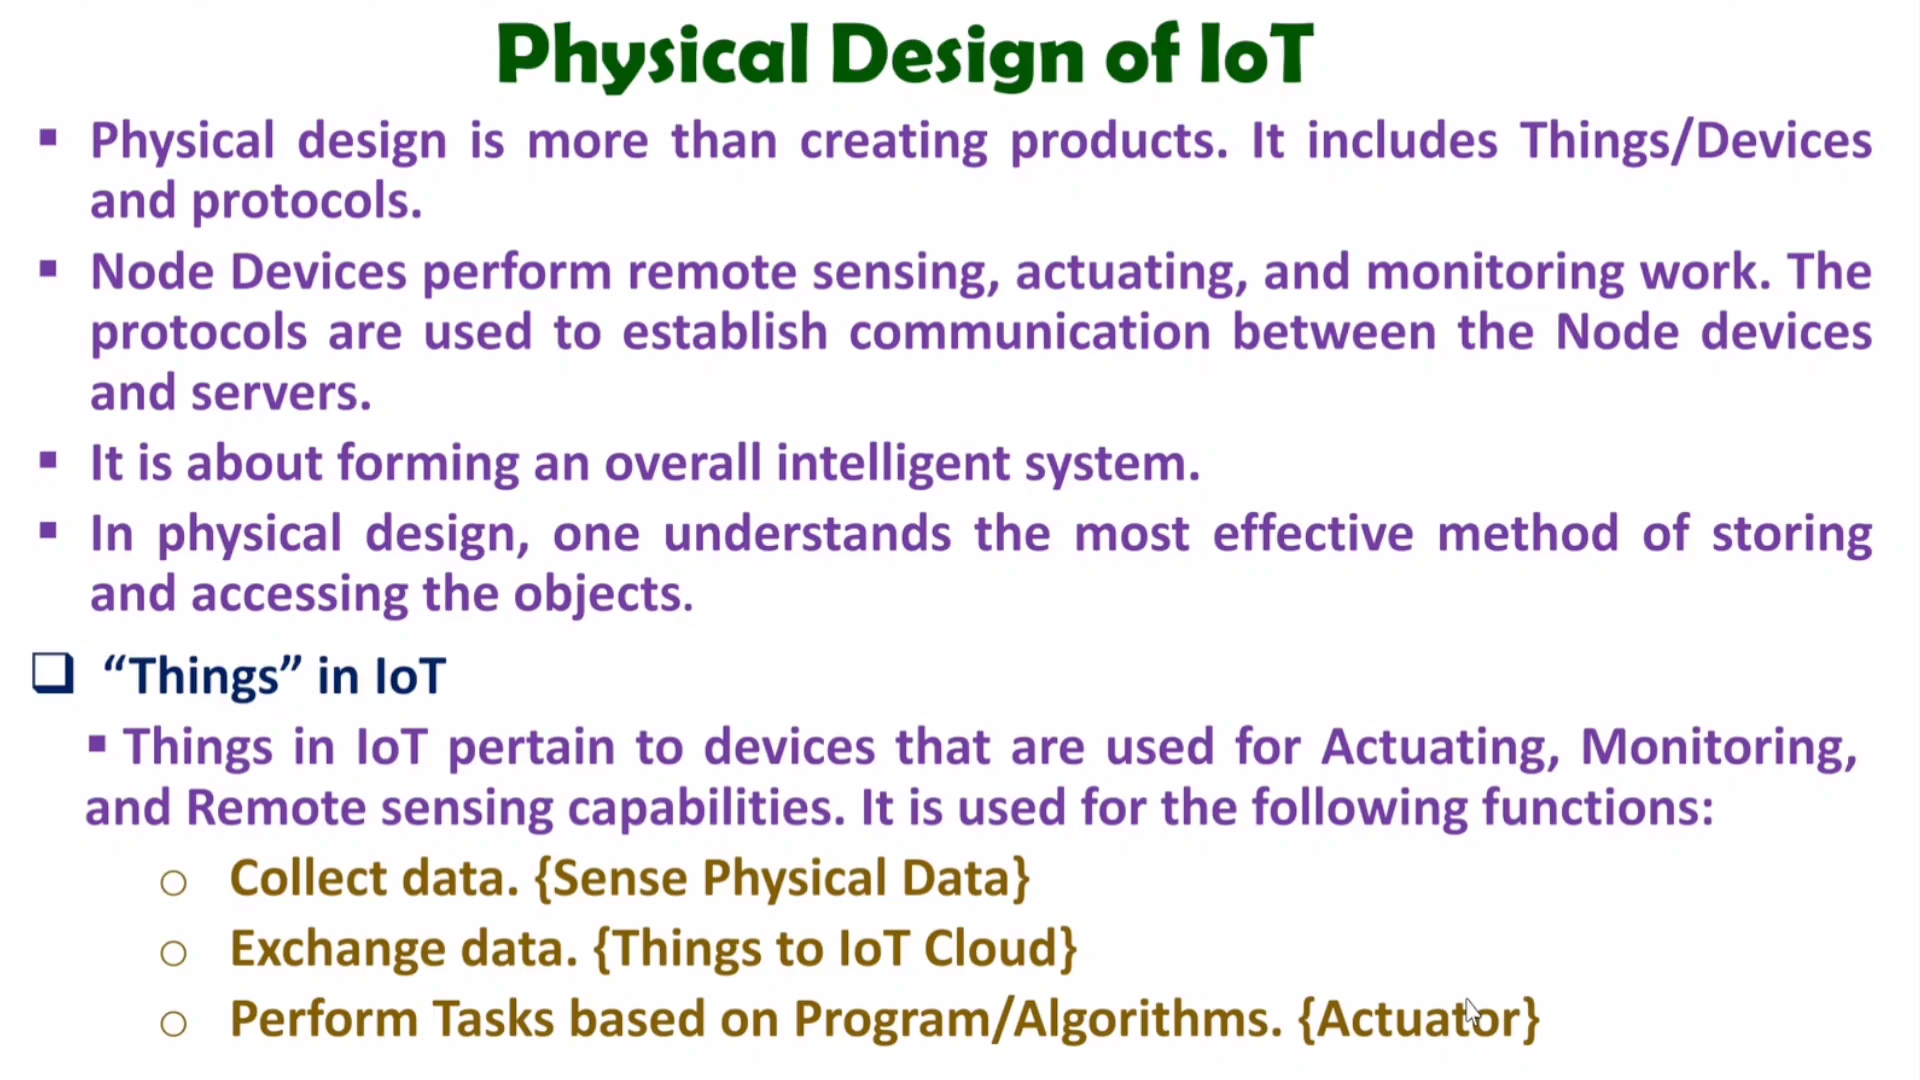 Physical Design of IoT
▪ Physical design is more than creating products. It includes Things/Devices
and protocols.
▪ Node Devices perform remote sensing, actuating, and monitoring work. The
protocols are used to establish communication between the Node devices
and servers.
▪ It is about forming an overall intelligent system.
▪ In physical design, one understands the most effective method of storing
and accessing the objects.
❑ “Things” in IoT
▪ Things in IoT pertain to devices that are used for Actuating, Monitoring,
and Remote sensing capabilities. It is used for the following functions:
o Collect data. {Sense Physical Data}
o Exchange data. {Things to IoT Cloud}
o Perform Tasks based on Program/Algorithms. {Actuator}